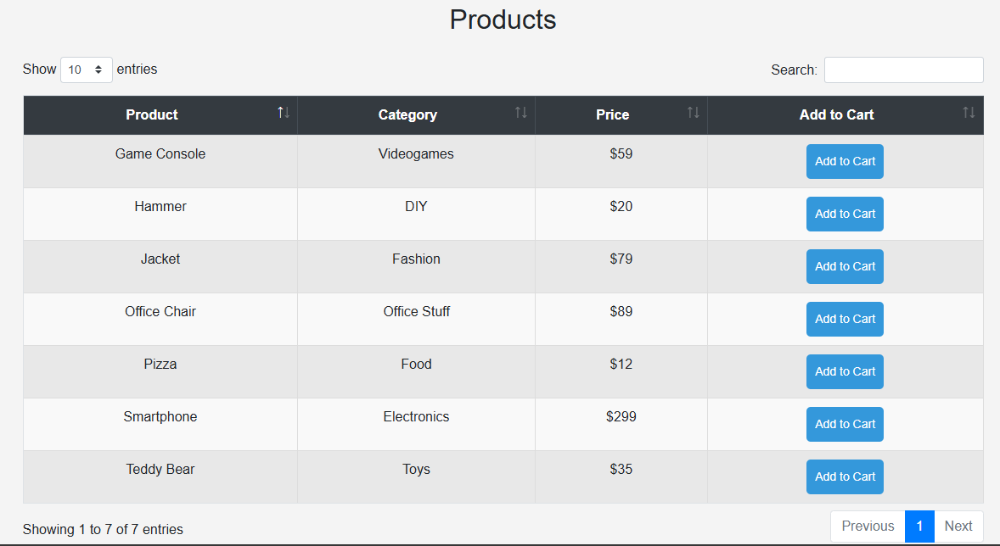 Products
Show 10 entries Search:
Product Category Price Add to Cart
Game Console Videogames $59 Add to Cart
Hammer DIY $20 Add to Cart
Jacket Fashion $79 Add to Cart
Office Chair Office Stuff $89 Add to Cart
Pizza Food $12 Add to Cart
Smartphone Electronics $299 Add to Cart
Teddy Bear Toys $35 Add to Cart
Showing 1 to 7 of 7 entries Previous 1 Next